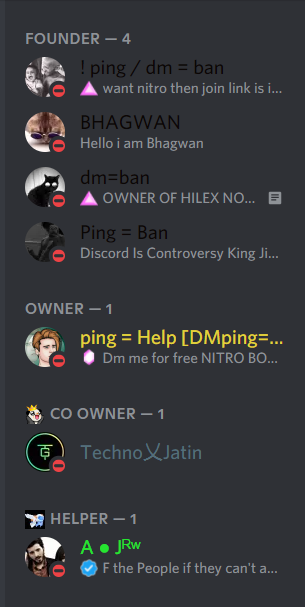 FOUNDER — 4
! ping / dm = ban
want nitro then join link is i...
BHAGWAN
Hello i am Bhagwan
dm=ban
OWNER OF HILEX NO...
Ping = Ban
Discord Is Controversy King Ji...
OWNER — 1
ping = Help [DMping=...
Dm me for free NITRO BO...
CO OWNER — 1
Techno乂Jatin
HELPER — 1
A ● Jᴿʷ
F the People if they can't a...